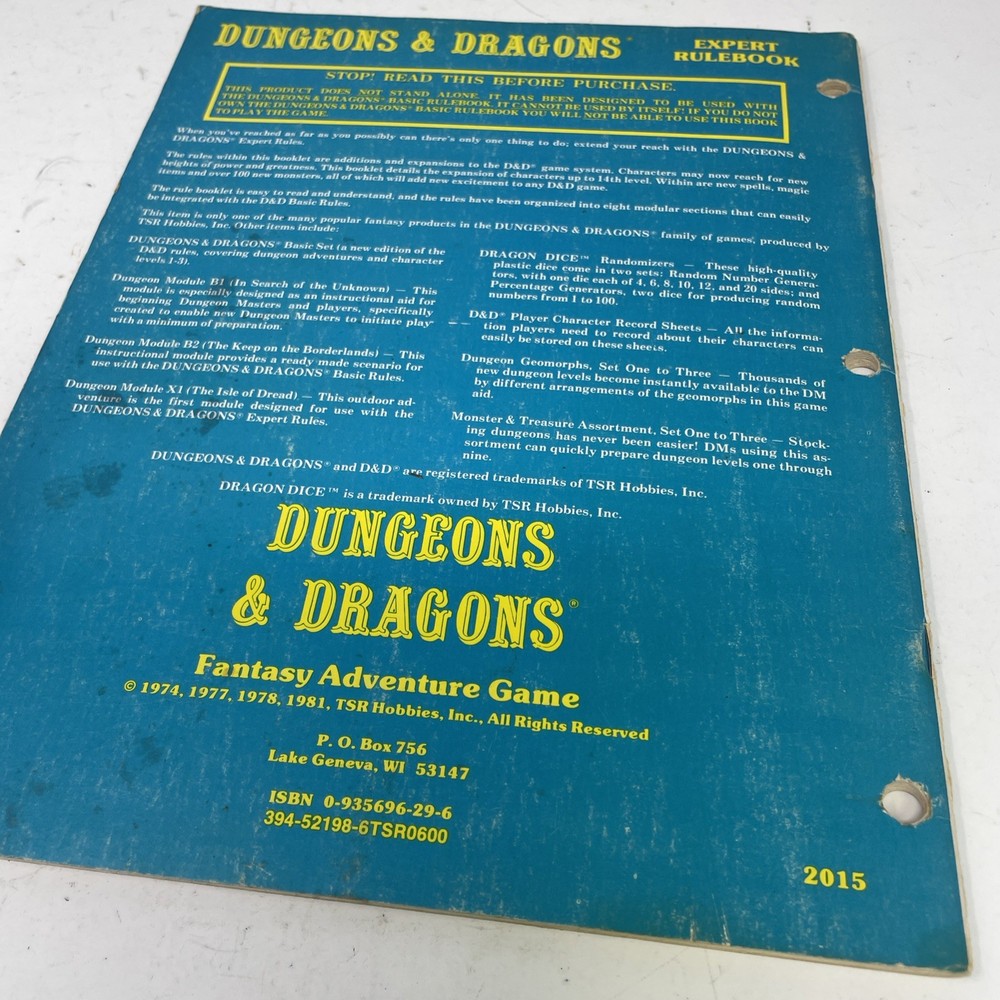 DUNGEONS & DRAGONS®
EXPERT
RULEBOOK
STOP! READ THIS BEFORE PURCHASE.
THIS PRODUCT DOES NOT STAND ALONE. IT HAS BEEN DESIGNED TO BE USED WITH
THE DUNGEONS & DRAGONS® BASIC RULEBOOK. IT CANNOT BE USED BY ITSELF! IF YOU DO NOT
OWN THE DUNGEONS & DRAGONS® BASIC RULEBOOK YOU WILL NOT BE ABLE TO USE THIS BOOK
TO PLAY THE GAME.
When you've reached as far as you possibly can there's only one thing to do; extend your reach with the DUNGEONS &
DRAGONS® Expert Rules.
The rules within this booklet are additions and expansions to the D&D® game system. Characters may now reach for new
heights of power and greatness. This booklet details the expansion of characters up to 14th level. Within are new spells, magic
items and over 100 new monsters, all of which will add new excitement to any D&D game.
The rule booklet is easy to read and understand, and the rules have been organized into eight modular sections that can easily
be integrated with the D&D Basic Rules.
This item is only one of the many popular fantasy products in the DUNGEONS & DRAGONS® family of games, produced by
TSR Hobbies, Inc. Other items include:
DUNGEONS & DRAGONS® Basic Set (a new edition of the
D&D rules, covering dungeon adventures and character
levels 1-3).
Dungeon Module B1 (In Search of the Unknown) — This
module is especially designed as an instructional aid for
beginning Dungeon Masters and players, specifically
created to enable new Dungeon Masters to initiate play
with a minimum of preparation.
Dungeon Module B2 (The Keep on the Borderlands) — This
instructional module provides a ready made scenario for
use with the DUNGEONS & DRAGONS® Basic Rules.
Dungeon Module X1 (The Isle of Dread) — This outdoor ad-
venture is the first module designed for use with the
DUNGEONS & DRAGONS® Expert Rules.
DRAGON DICE™ Randomizers — These high-quality
plastic dice come in two sets; Random Number Genera-
tors, with one die each of 4, 6, 8, 10, 12, and 20 sides; and
Percentage Generators, two dice for producing random
numbers from 1 to 100.
D&D® Player Character Record Sheets — All the informa-
tion players need to record about their characters can
easily be stored on these sheets.
Dungeon Geomorphs, Set One to Three — Thousands of
new dungeon levels become instantly available to the DM
by different arrangements of the geomorphs in this game
aid.
Monster & Treasure Assortment, Set One to Three — Stock-
ing dungeons has never been easier! DMs using this as-
sortment can quickly prepare dungeon levels one through
nine.
DUNGEONS & DRAGONS® and D&D® are registered trademarks of TSR Hobbies, Inc.
DRAGON DICE™ is a trademark owned by TSR Hobbies, Inc.
DUNGEONS
& DRAGONS®
Fantasy Adventure Game
© 1974, 1977, 1978, 1981, TSR Hobbies, Inc., All Rights Reserved
P. O. Box 756
Lake Geneva, WI 53147
ISBN 0-935696-29-6
394-52198-6TSR0600
2015